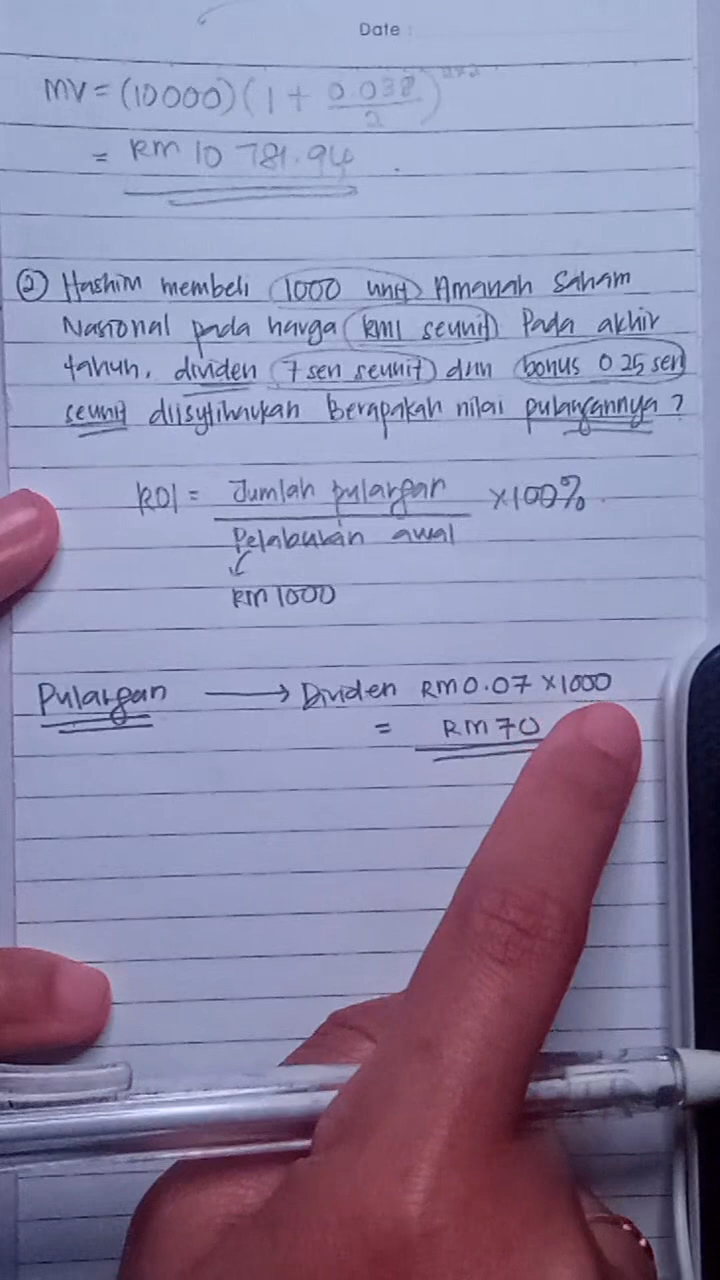 Date :
MV = (10000)(1 + 0.038/2)
= RM 10 781.94
② Hashim membeli (1000 unit) Amanah Saham
Nasional pada harga (RM1 seunit) Pada akhir
tahun, dividen (7 sen seunit) dan (bonus 0.25 sen
seunit) diisytiharkan Berapakah nilai pulangannya ?
ROI = Jumlah pulangan / Pelaburan awal ×100%
RM 1000
Pulangan → Dividen RM0.07 ×1000
= RM70